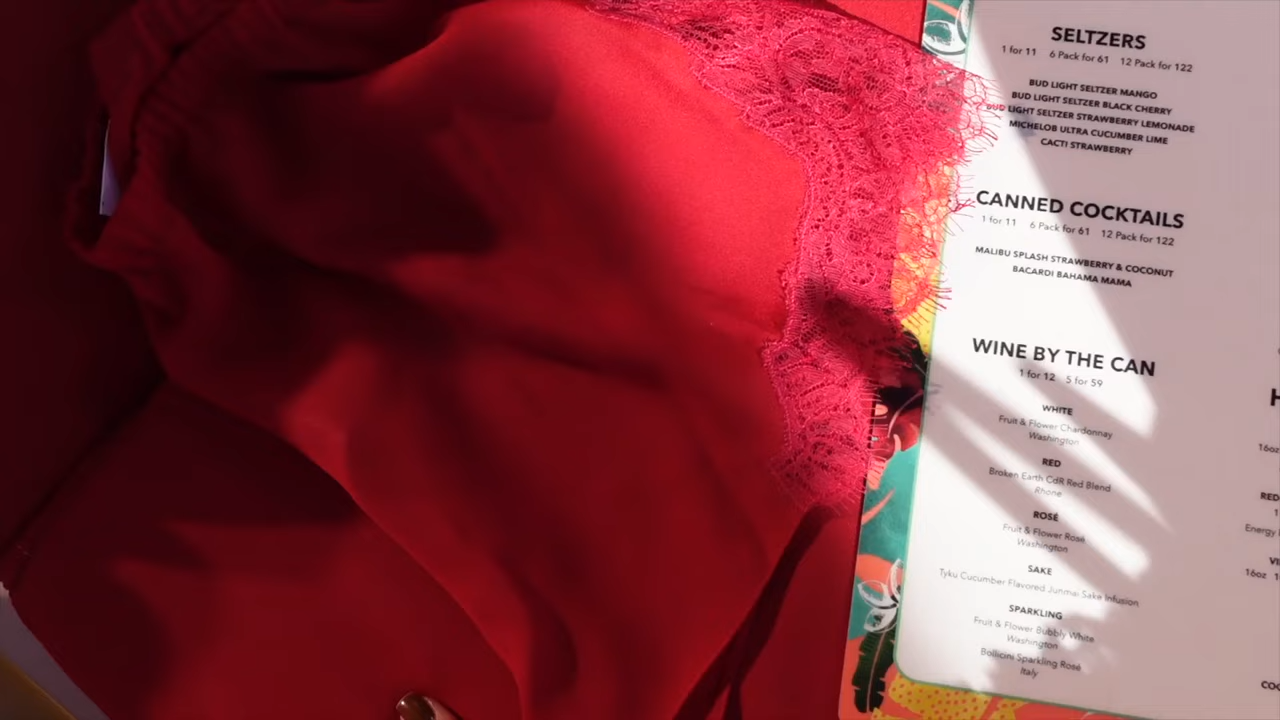 SELTZERS
1 for 11 6 Pack for 61 12 Pack for 122
BUD LIGHT SELTZER MANGO
BUD LIGHT SELTZER BLACK CHERRY
BUD LIGHT SELTZER STRAWBERRY LEMONADE
MICHELOB ULTRA CUCUMBER LIME
CACTI STRAWBERRY
CANNED COCKTAILS
1 for 11 6 Pack for 61 12 Pack for 122
MALIBU SPLASH STRAWBERRY & COCONUT
BACARDI BAHAMA MAMA
WINE BY THE CAN
1 for 12 5 for 59
WHITE
Fruit & Flower Chardonnay
Washington
RED
Broken Earth CdR Red Blend
Rhone
ROSÉ
Fruit & Flower Rosé
Washington
SAKE
Tyku Cucumber Flavored Junmai Sake Infusion
SPARKLING
Fruit & Flower Bubbly White
Washington
Bollicini Sparkling Rosé
Italy
16oz
RED
Energy
16oz